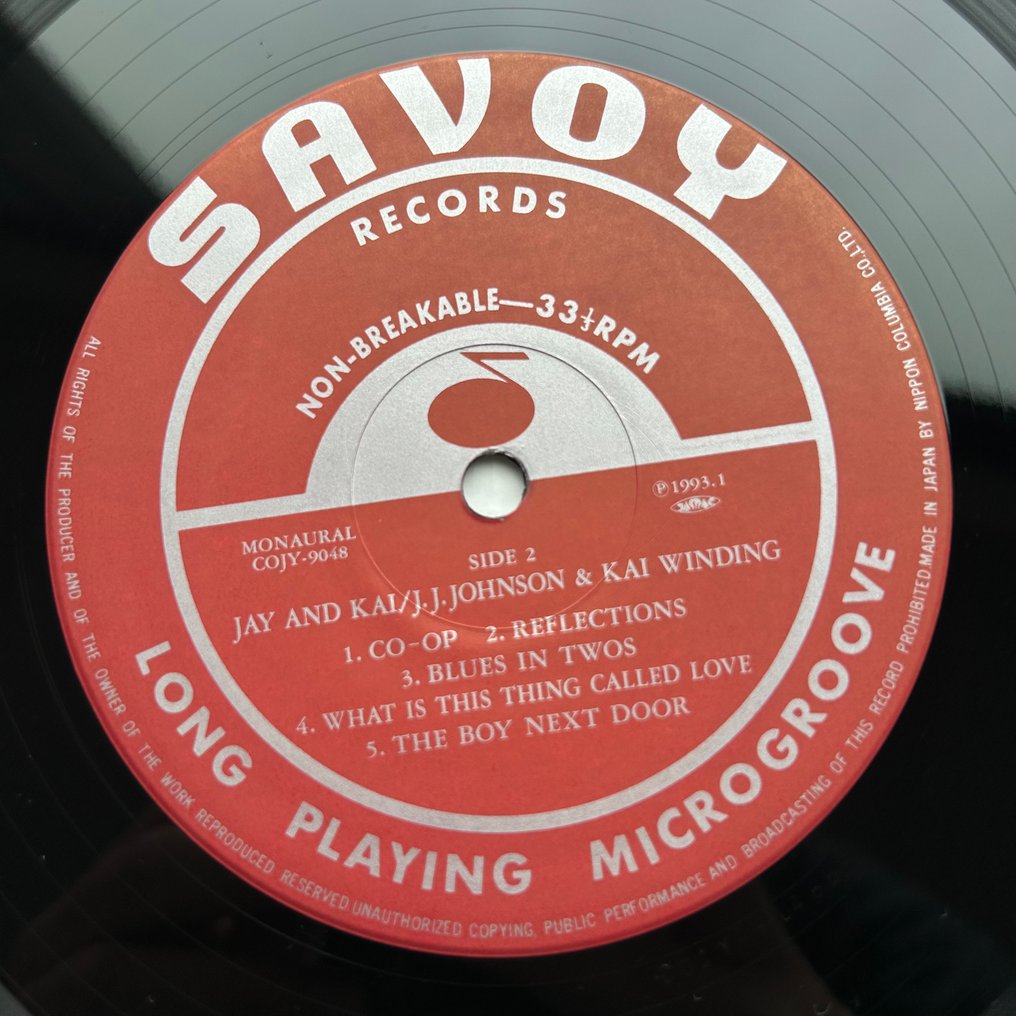 SAVOY
RECORDS
NON-BREAKABLE—33⅓RPM
Ⓟ1993.1
MONAURAL
COJY-9048
SIDE 2
JAY AND KAI/J.J.JOHNSON & KAI WINDING
1. CO-OP 2. REFLECTIONS
3. BLUES IN TWOS
4. WHAT IS THIS THING CALLED LOVE
5. THE BOY NEXT DOOR
LONG PLAYING MICROGROOVE
ALL RIGHTS OF THE PRODUCER AND OF THE OWNER OF THE WORK REPRODUCED RESERVED.UNAUTHORIZED COPYING, PUBLIC PERFORMANCE AND BROADCASTING OF THIS RECORD PROHIBITED.MADE IN JAPAN BY NIPPON COLUMBIA CO.,LTD.